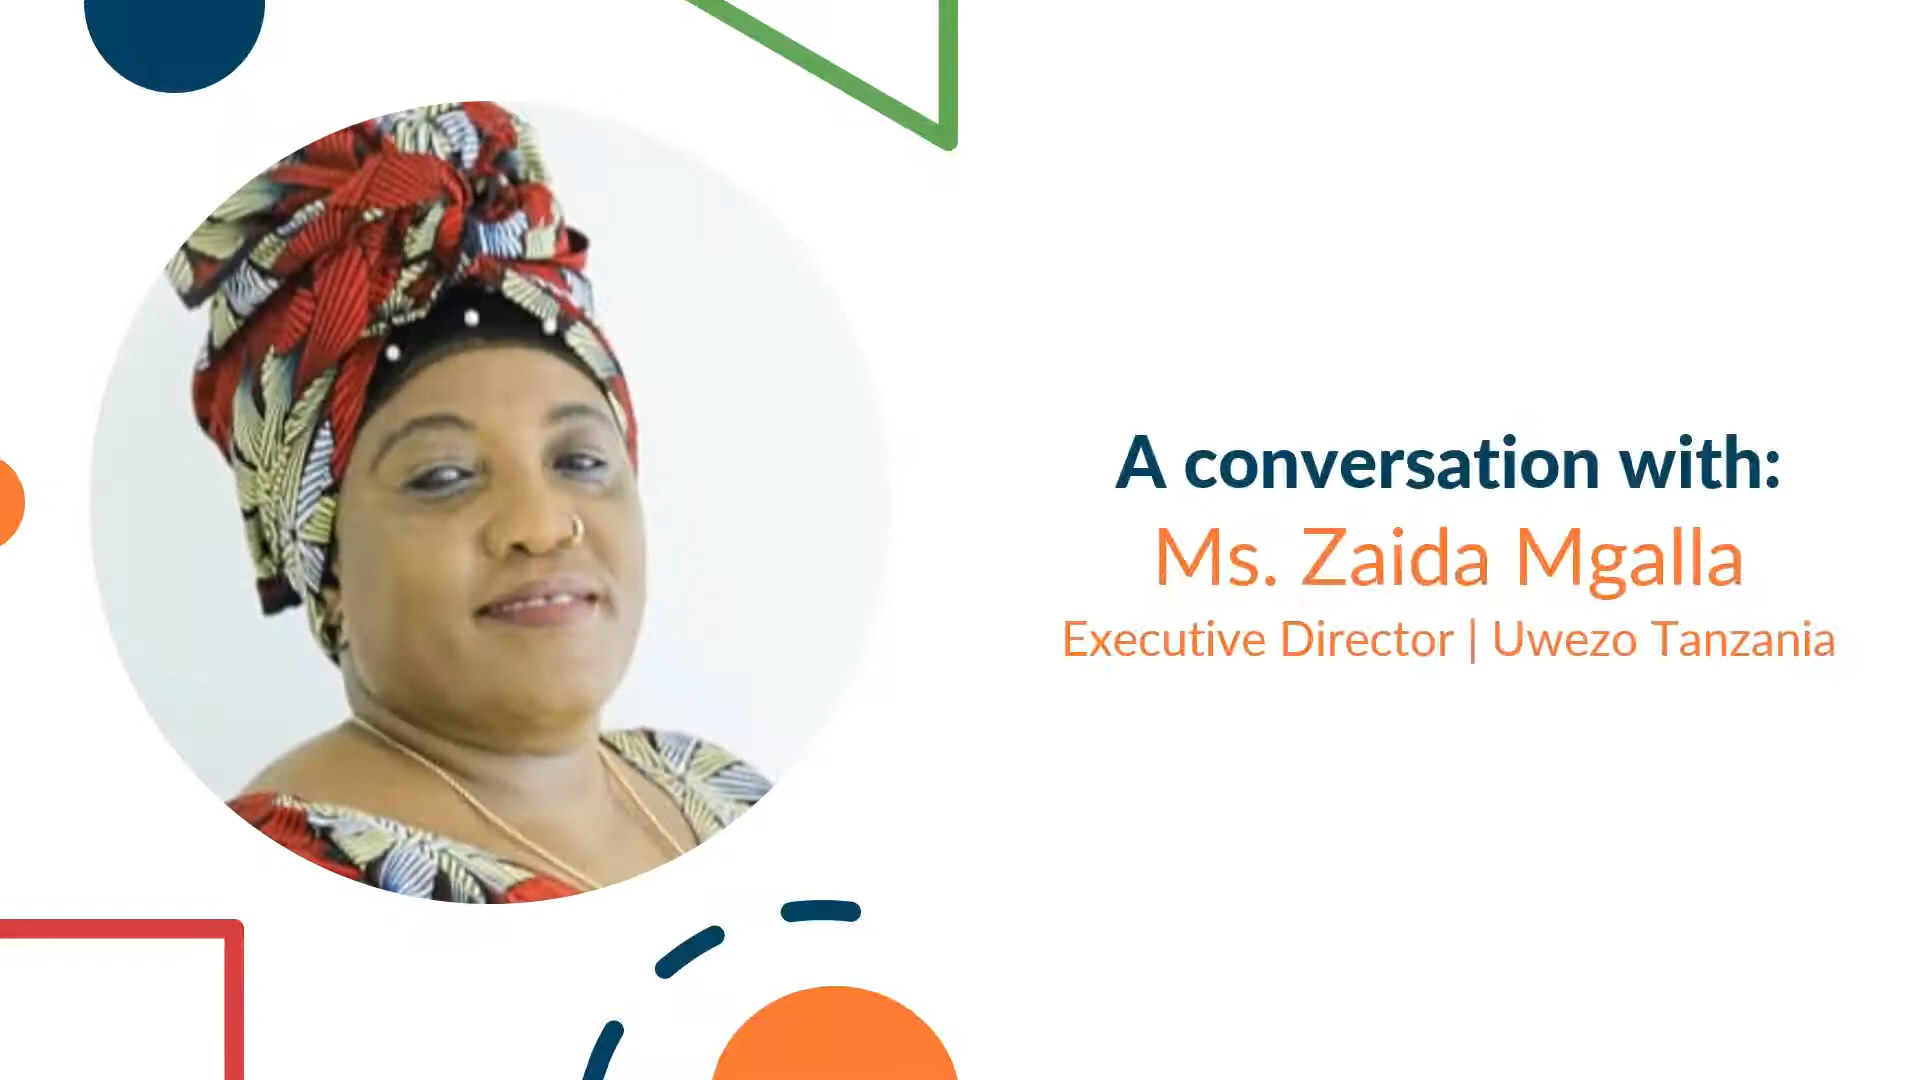 A conversation with:
Ms. Zaida Mgalla
Executive Director | Uwezo Tanzania